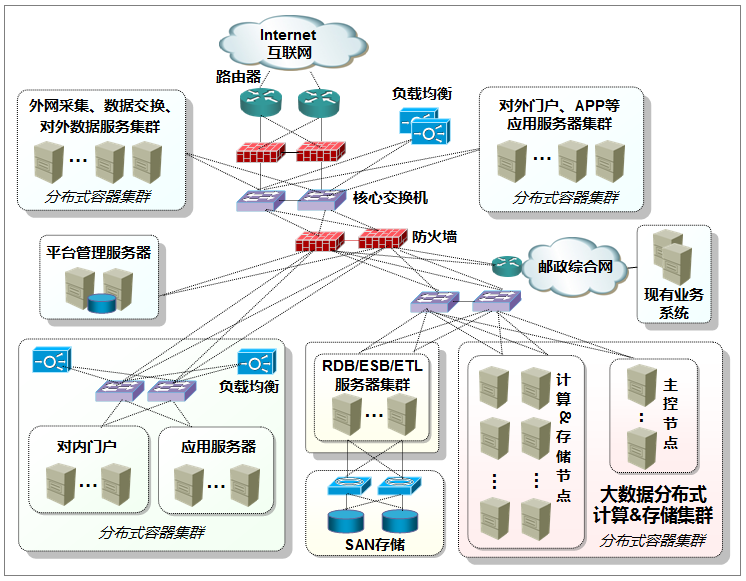 Internet
互联网
路由器
外网采集、数据交换、
对外数据服务集群
...
分布式容器集群
负载均衡
对外门户、APP等
应用服务器集群
...
分布式容器集群
核心交换机
防火墙
平台管理服务器
邮政综合网
现有业务
系统
负载均衡
对内门户
...
应用服务器
...
分布式容器集群
RDB/ESB/ETL
服务器集群
...
SAN存储
计算&存储节点
...
...
主控节点
...
大数据分布式
计算&存储集群
分布式容器集群